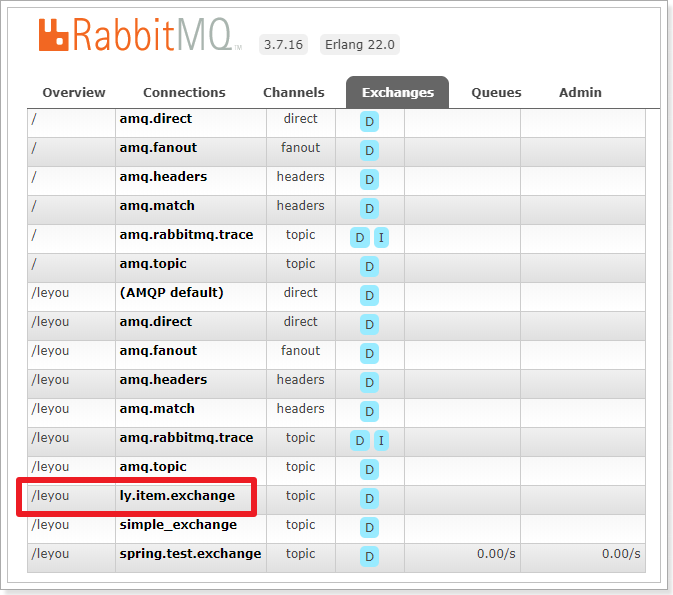 RabbitMQ TM 3.7.16 Erlang 22.0
Overview Connections Channels Exchanges Queues Admin
/ amq.direct direct D
/ amq.fanout fanout D
/ amq.headers headers D
/ amq.match headers D
/ amq.rabbitmq.trace topic D I
/ amq.topic topic D
/leyou (AMQP default) direct D
/leyou amq.direct direct D
/leyou amq.fanout fanout D
/leyou amq.headers headers D
/leyou amq.match headers D
/leyou amq.rabbitmq.trace topic D I
/leyou amq.topic topic D
/leyou ly.item.exchange topic D
/leyou simple_exchange topic D
/leyou spring.test.exchange topic D 0.00/s 0.00/s